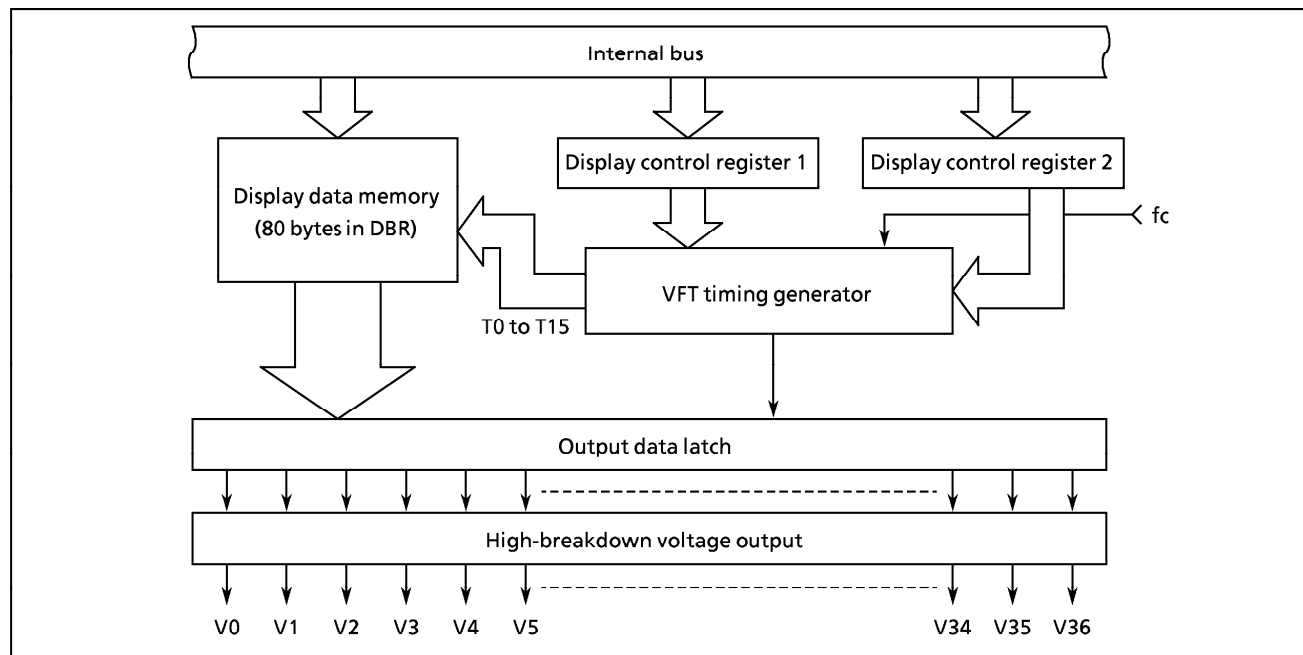 Internal bus
Display data memory
(80 bytes in DBR)
Display control register 1
Display control register 2
fc
VFT timing generator
T0 to T15
Output data latch
High-breakdown voltage output
V0 V1 V2 V3 V4 V5 V34 V35 V36